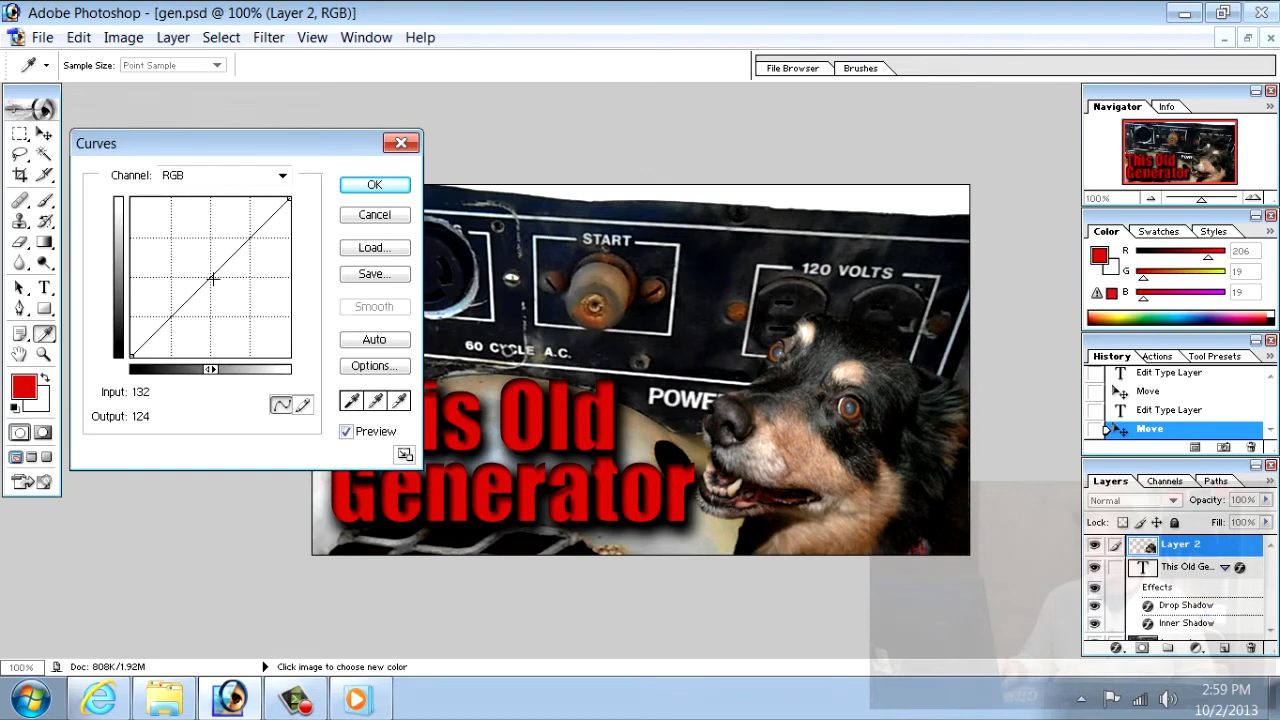 Adobe Photoshop - [gen.psd @ 100% (Layer 2, RGB)]
File Edit Image Layer Select Filter View Window Help
Sample Size: Point Sample
File Browser Brushes
Curves
Channel: RGB
OK
Cancel
Load...
Save...
Smooth
Auto
Options...
Input: 132
Output: 124
Preview
START
120 VOLTS
60 CYCLE A.C.
This Old
Generator
Navigator Info
This Old
Generator
100%
Color Swatches Styles
R 206
G 19
B 19
History Actions Tool Presets
Edit Type Layer
Move
Edit Type Layer
Move
Layers Channels Paths
Normal Opacity: 100%
Lock: Fill: 100%
Layer 2
T This Old Ge...
Effects
Drop Shadow
Inner Shadow
100% Doc: 808K/1.92M Click image to choose new color
2:59 PM
10/2/2013